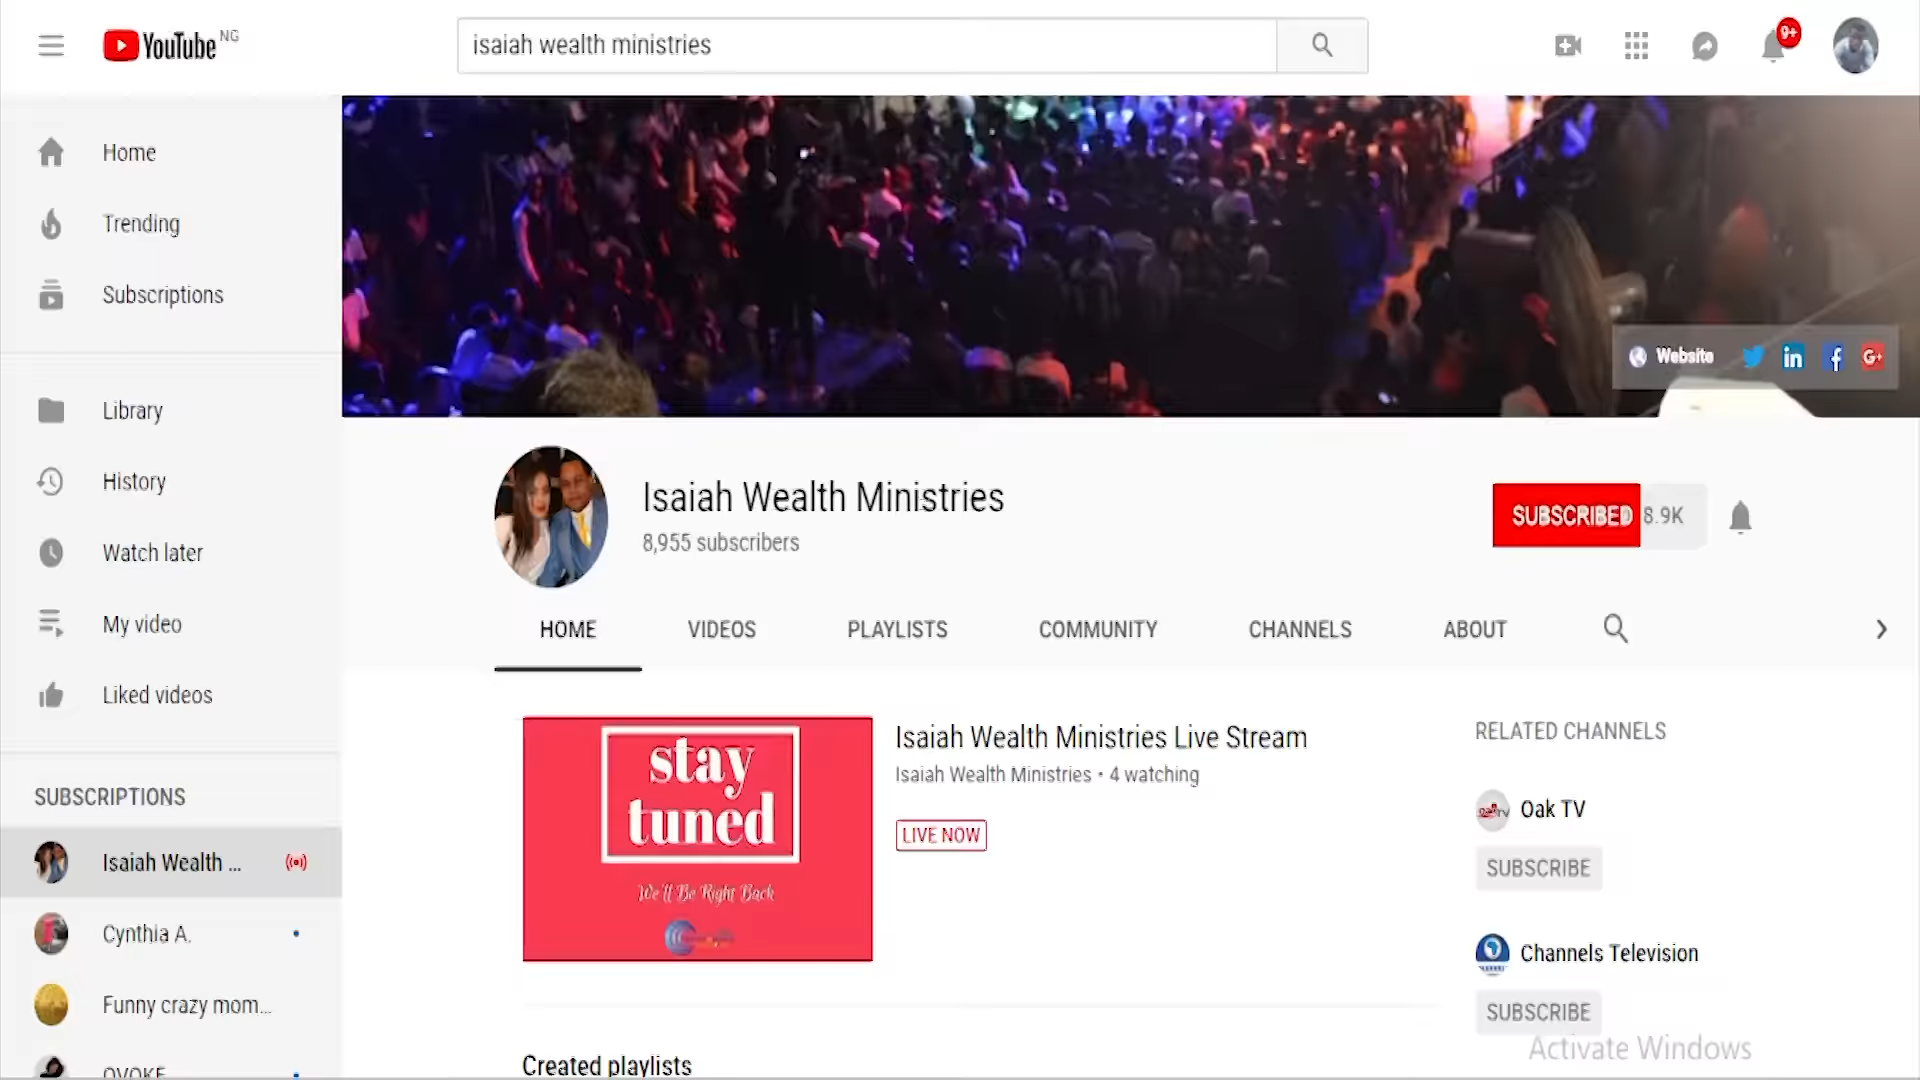 YouTube NG
isaiah wealth ministries
9+
Home
Trending
Subscriptions
Library
History
Watch later
My video
Liked videos
SUBSCRIPTIONS
Isaiah Wealth ...
Cynthia A.
Funny crazy mom...
OVOKE
Website
Isaiah Wealth Ministries
8,955 subscribers
SUBSCRIBED 8.9K
HOME VIDEOS PLAYLISTS COMMUNITY CHANNELS ABOUT
stay
tuned
We'll Be Right Back
Isaiah Wealth Ministries Live Stream
Isaiah Wealth Ministries • 4 watching
LIVE NOW
RELATED CHANNELS
Oak TV
SUBSCRIBE
Channels Television
SUBSCRIBE
Created playlists
Activate Windows